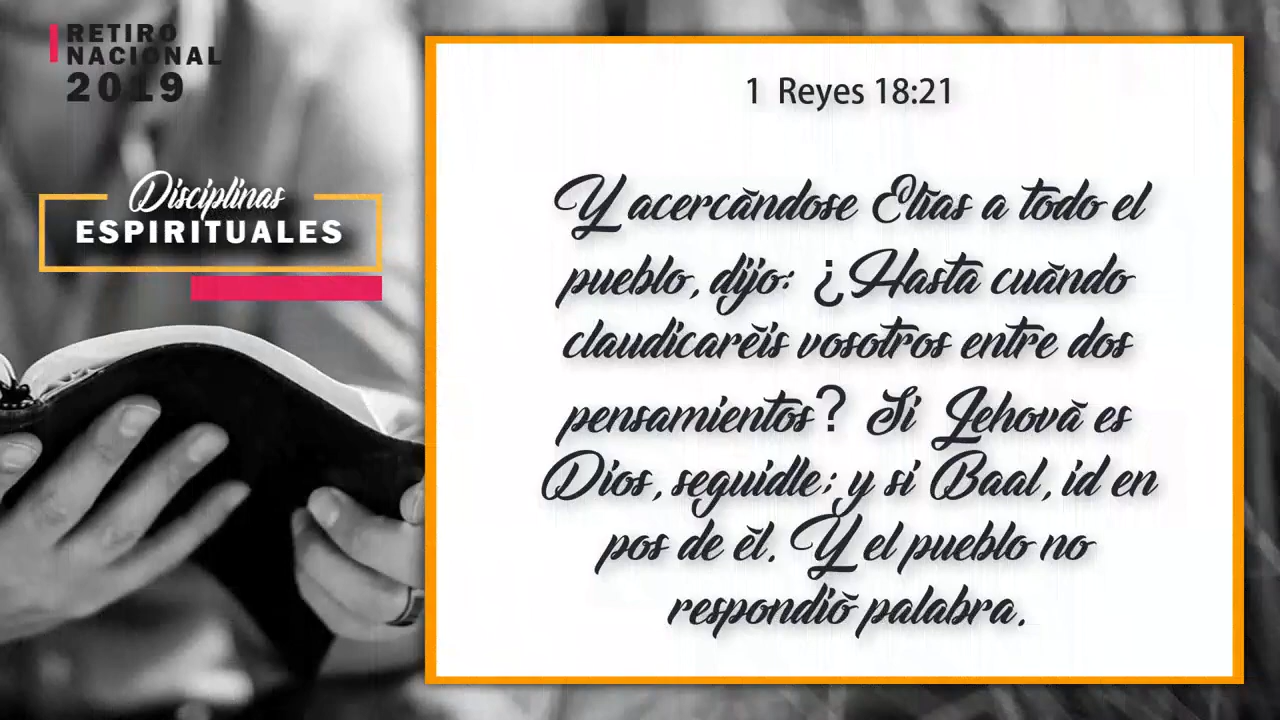 RETIRO
NACIONAL
2019
Disciplinas
ESPIRITUALES
1 Reyes 18:21
Y acercándose Elías a todo el
pueblo, dijo: ¿Hasta cuándo
claudicaréis vosotros entre dos
pensamientos? Si Jehová es
Dios, seguidle; y si Baal, id en
pos de él. Y el pueblo no
respondió palabra.